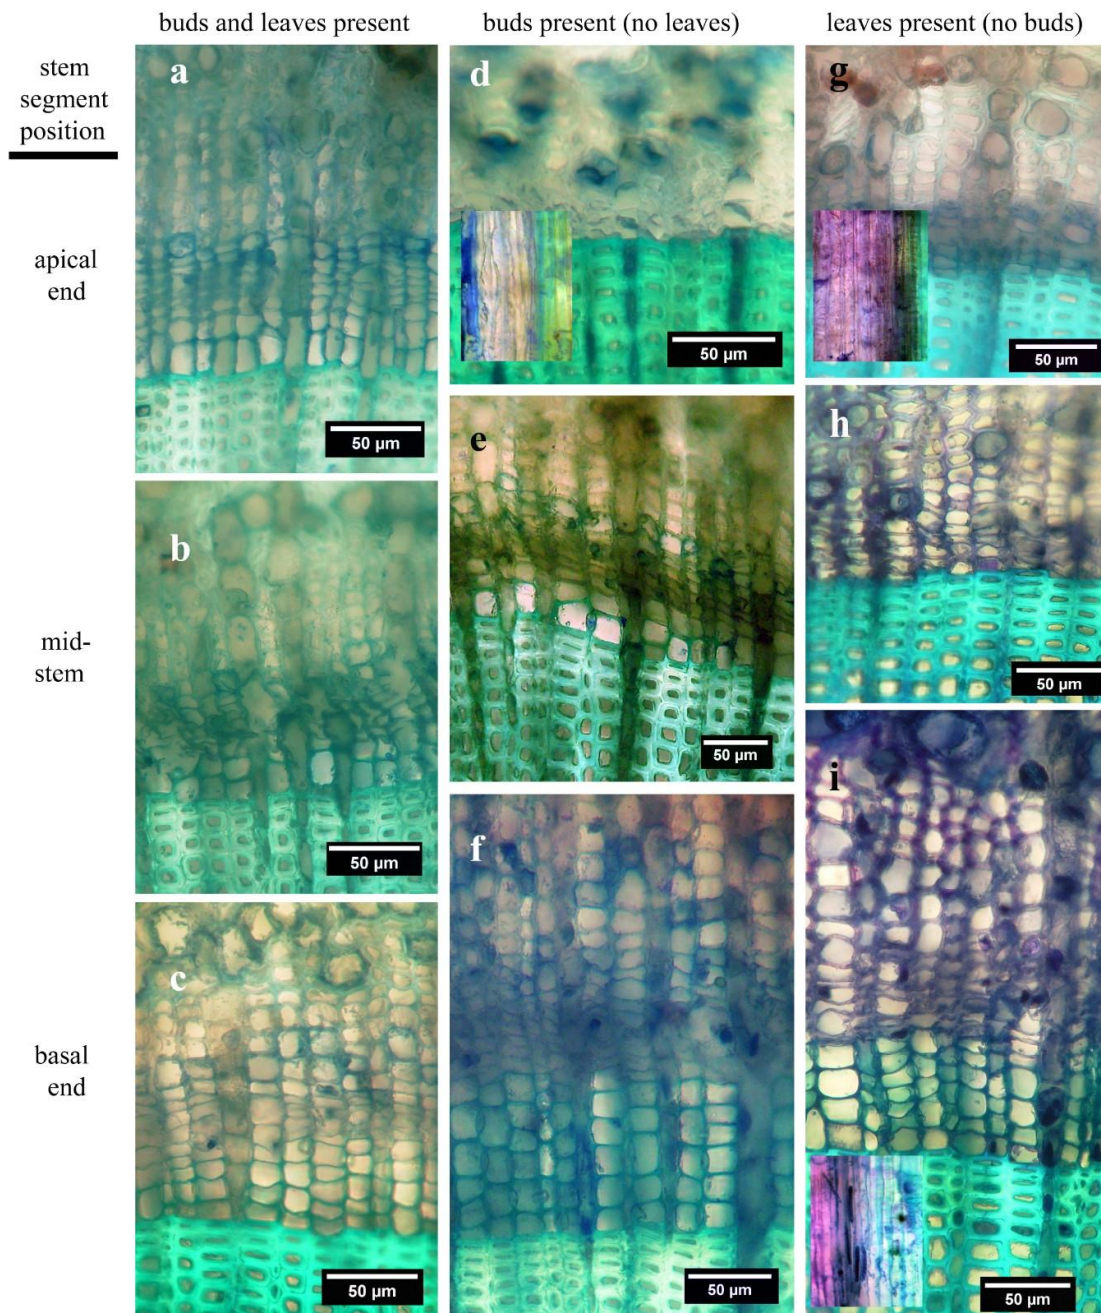 buds and leaves present
buds present (no leaves)
leaves present (no buds)
stem
segment
position
apical
end
mid-
stem
basal
end
a
50 µm
b
50 µm
c
50 µm
d
50 µm
e
50 µm
f
50 µm
g
50 µm
h
50 µm
i
50 µm